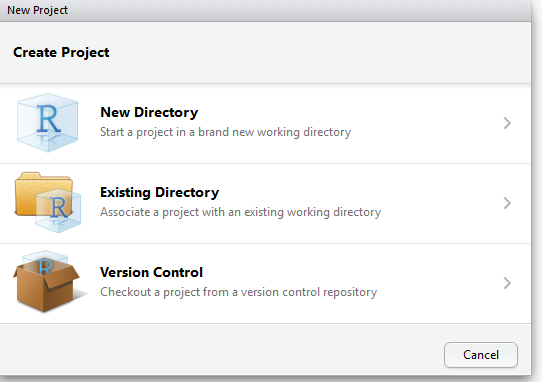 New Project
Create Project
R
New Directory
Start a project in a brand new working directory
R
Existing Directory
Associate a project with an existing working directory
R
Version Control
Checkout a project from a version control repository
Cancel